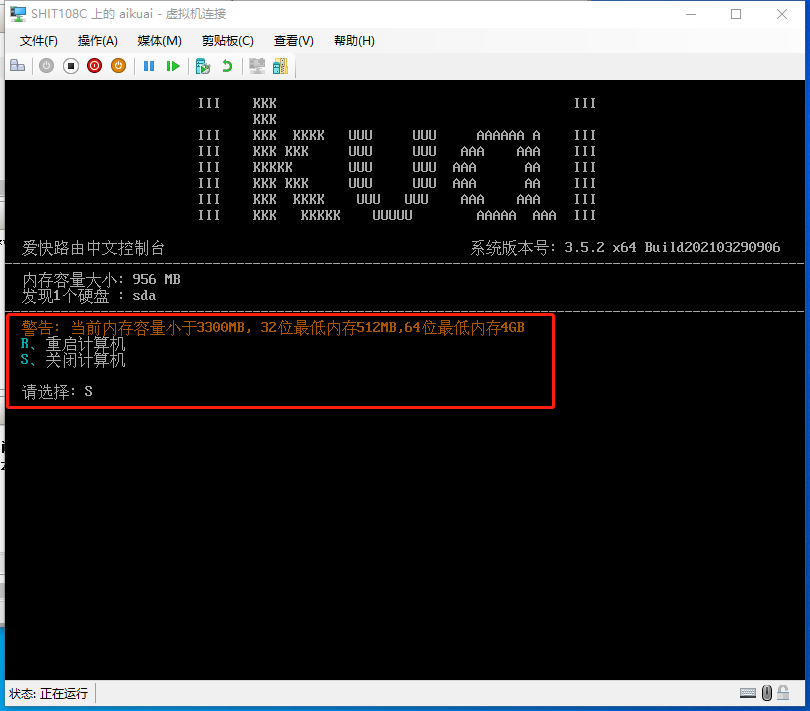 SHIT108C 上的 aikuai - 虚拟机连接
文件(F) 操作(A) 媒体(M) 剪贴板(C) 查看(V) 帮助(H)
III KKK III
KKK
III KKK KKKK UUU UUU AAAAAA A III
III KKK KKK UUU UUU AAA AAA III
III KKKKK UUU UUU AAA AA III
III KKK KKK UUU UUU AAA AA III
III KKK KKKK UUU UUU AAA AAA III
III KKK KKKKK UUUUU AAAAA AAA III
爱快路由中文控制台 系统版本号: 3.5.2 x64 Build202103290906
内存容量大小: 956 MB
发现1个硬盘 : sda
警告: 当前内存容量小于3300MB, 32位最低内存512MB,64位最低内存4GB
R、重启计算机
S、关闭计算机
请选择: S
状态: 正在运行